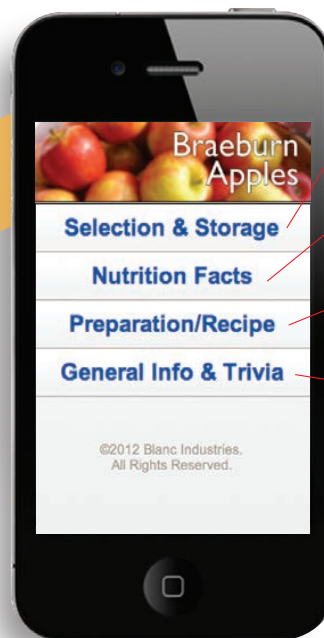 Braeburn
Apples
Selection & Storage
Nutrition Facts
Preparation/Recipe
General Info & Trivia
©2012 Blanc Industries.
All Rights Reserved.